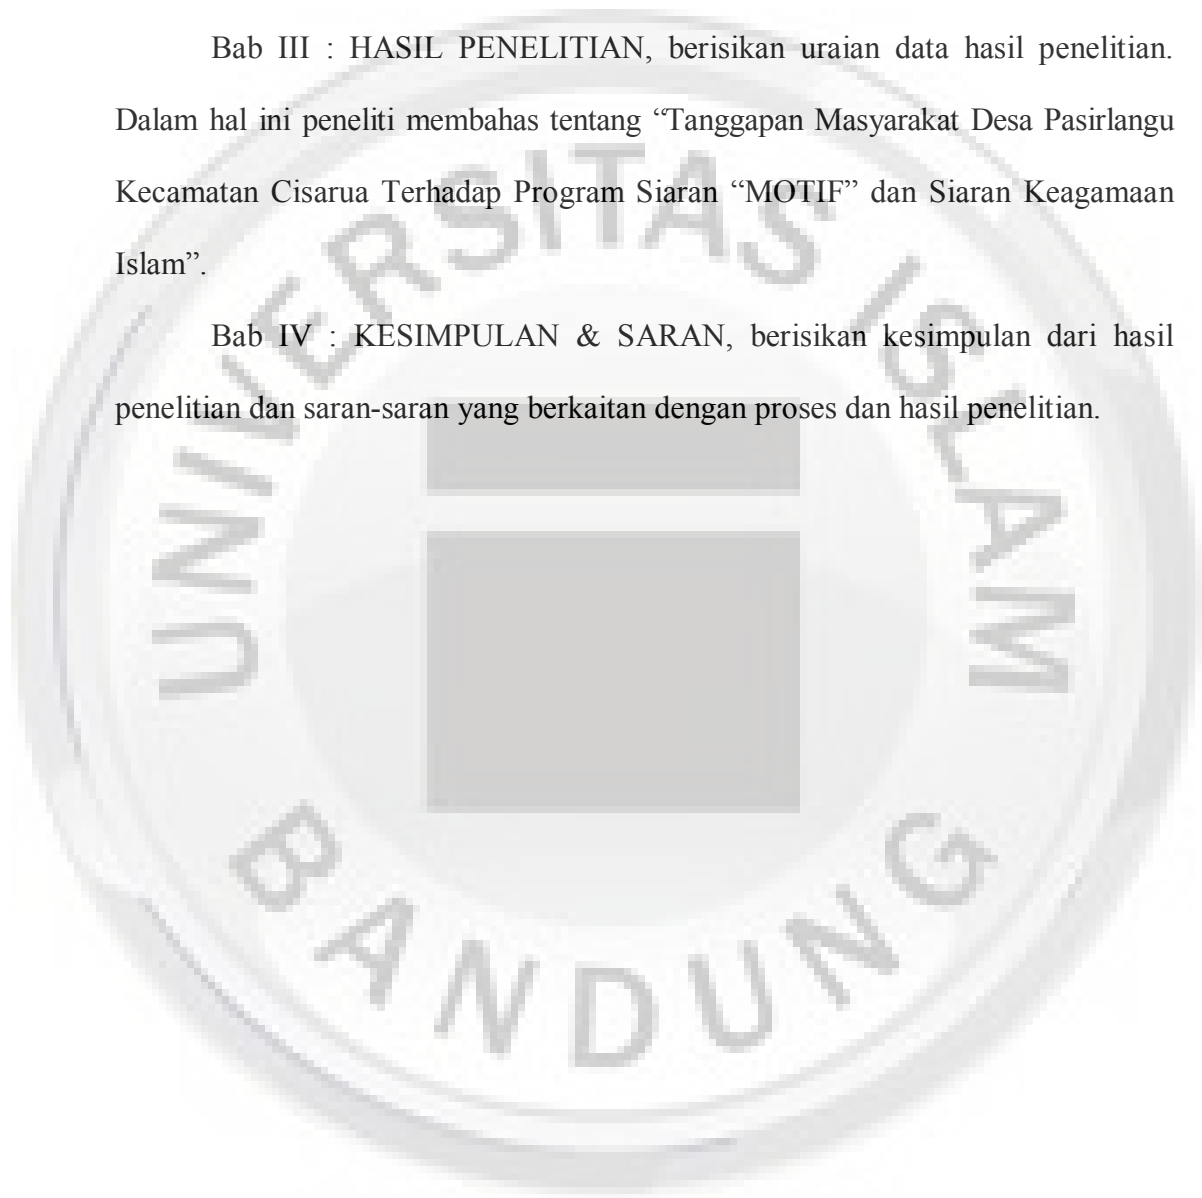 Bab III : HASIL PENELITIAN, berisikan uraian data hasil penelitian.
Dalam hal ini peneliti membahas tentang “Tanggapan Masyarakat Desa Pasirlangu
Kecamatan Cisarua Terhadap Program Siaran “MOTIF” dan Siaran Keagamaan
Islam”.
Bab IV : KESIMPULAN & SARAN, berisikan kesimpulan dari hasil
penelitian dan saran-saran yang berkaitan dengan proses dan hasil penelitian.
UNIVERSITAS ISLAM
BANDUNG